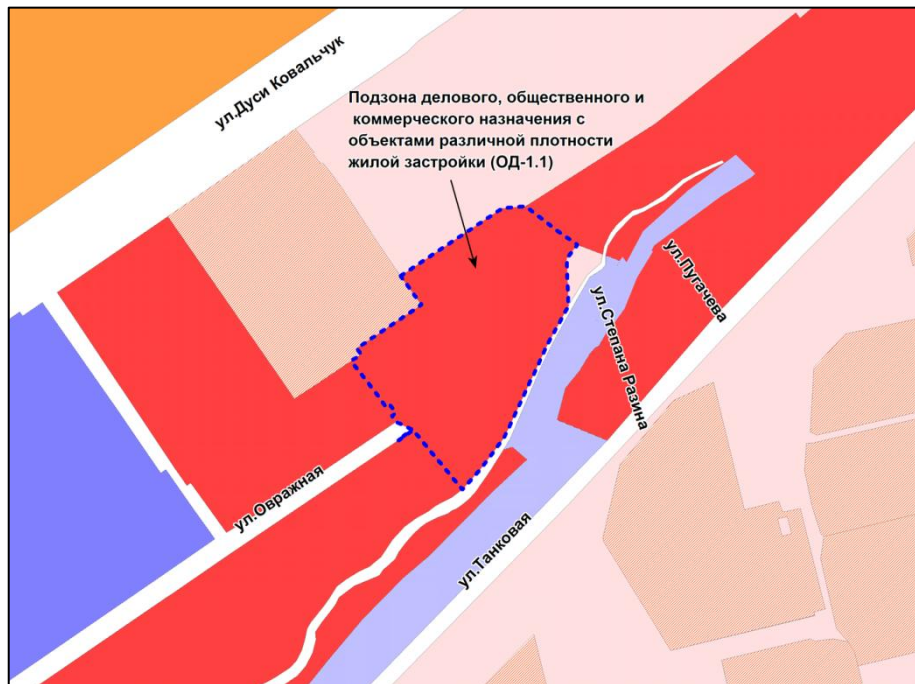 ул.Дуси Ковальчук
Подзона делового, общественного и
коммерческого назначения с
объектами различной плотности
жилой застройки (ОД-1.1)
ул.Пугачева
ул.Степана Разина
ул.Овражная
ул.Танковая